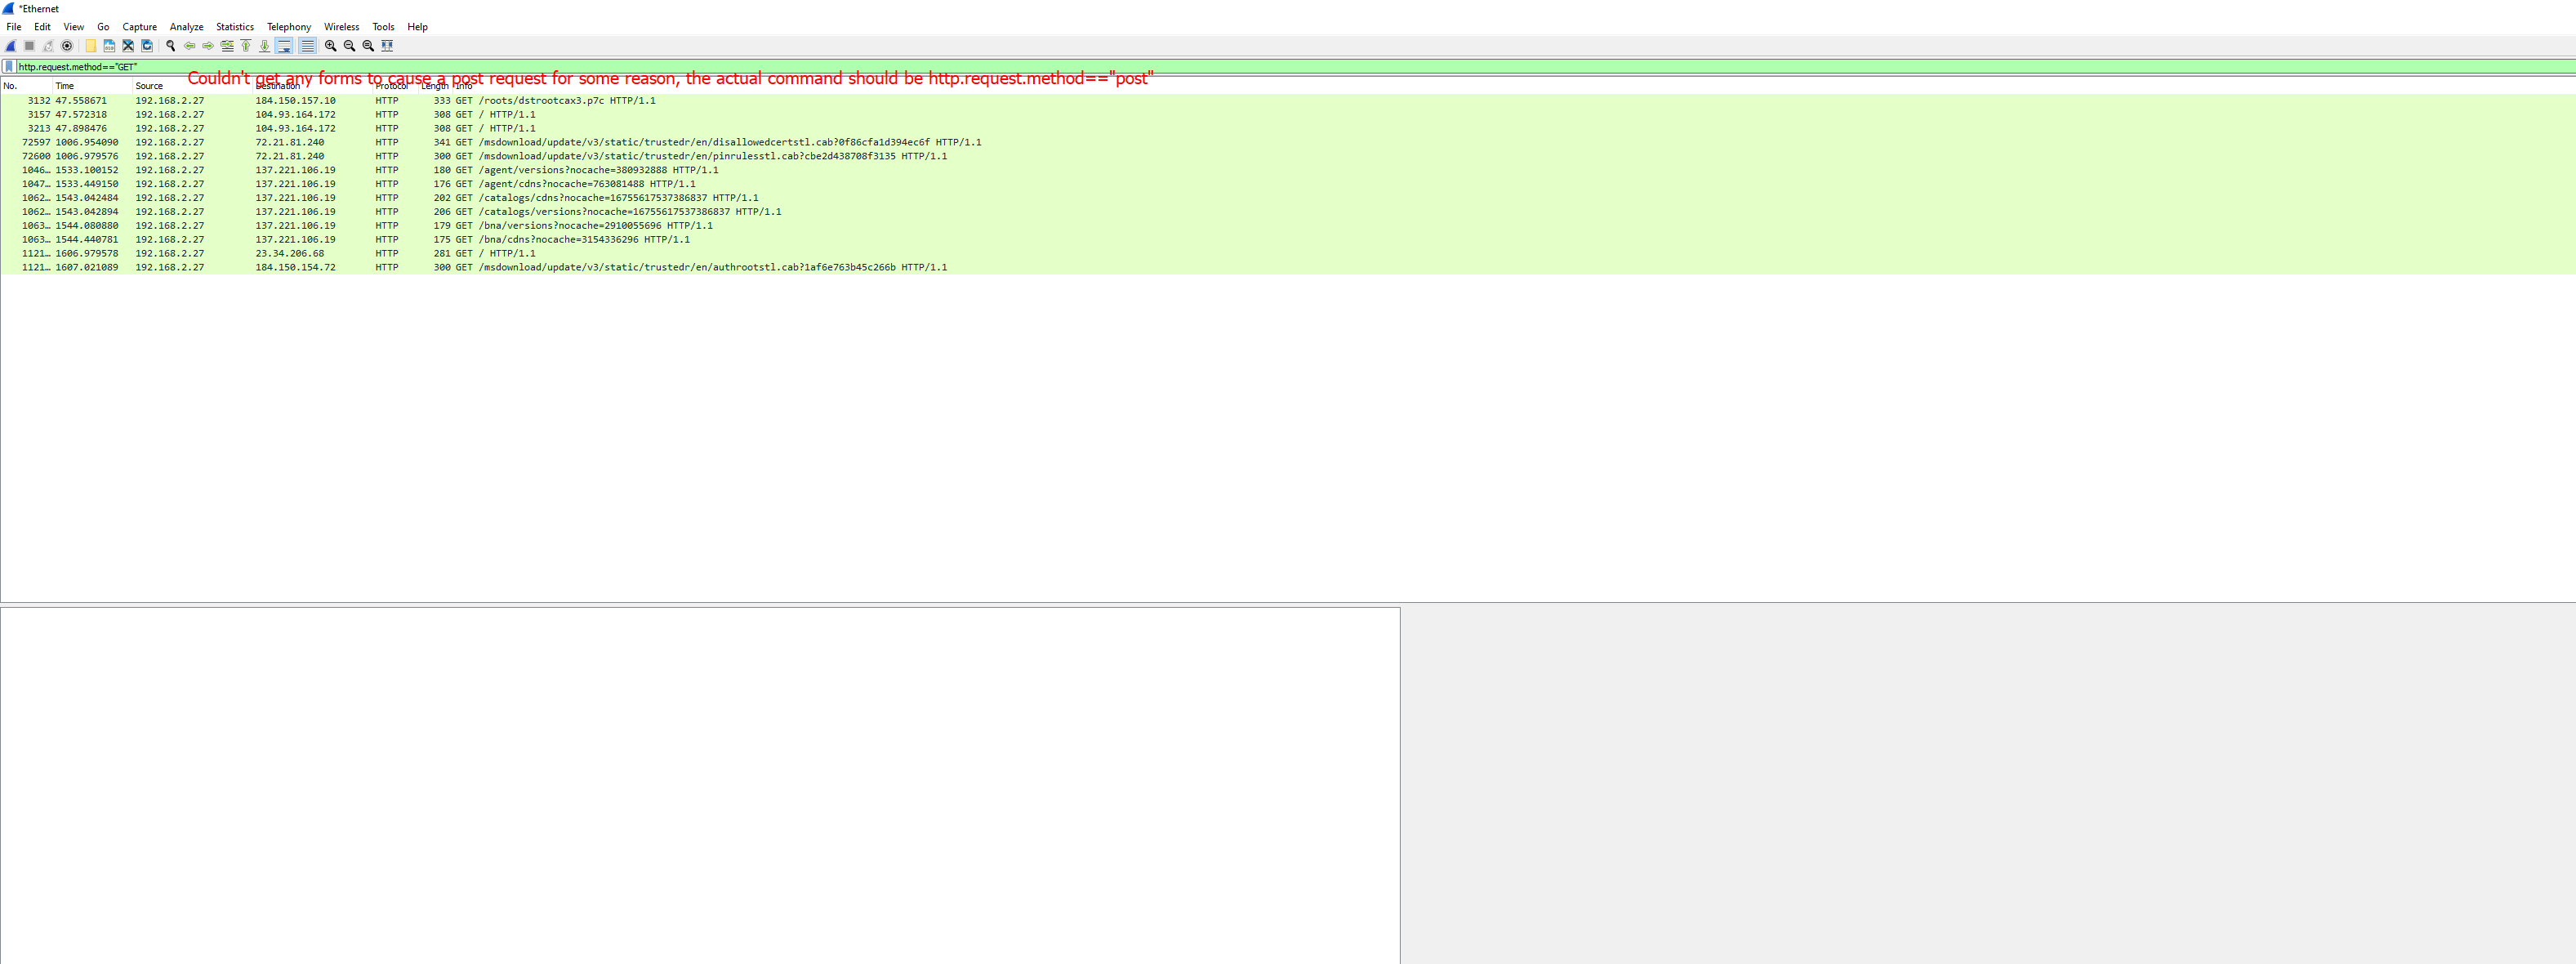 *Ethernet
File Edit View Go Capture Analyze Statistics Telephony Wireless Tools Help
http.request.method=="GET"
Couldn't get any forms to cause a post request for some reason, the actual command should be http.request.method=="post"
No. Time Source Destination Protocol Length Info
3132 47.558671 192.168.2.27 184.150.157.10 HTTP 333 GET /roots/dstrootcax3.p7c HTTP/1.1
3157 47.572318 192.168.2.27 104.93.164.172 HTTP 308 GET / HTTP/1.1
3213 47.898476 192.168.2.27 104.93.164.172 HTTP 308 GET / HTTP/1.1
72597 1006.954090 192.168.2.27 72.21.81.240 HTTP 341 GET /msdownload/update/v3/static/trustedr/en/disallowedcertstl.cab?0f86cfa1d394ec6f HTTP/1.1
72600 1006.979576 192.168.2.27 72.21.81.240 HTTP 300 GET /msdownload/update/v3/static/trustedr/en/pinrulesstl.cab?cbe2d438708f3135 HTTP/1.1
1046… 1533.100152 192.168.2.27 137.221.106.19 HTTP 180 GET /agent/versions?nocache=380932888 HTTP/1.1
1047… 1533.449150 192.168.2.27 137.221.106.19 HTTP 176 GET /agent/cdns?nocache=763081488 HTTP/1.1
1062… 1543.042484 192.168.2.27 137.221.106.19 HTTP 202 GET /catalogs/cdns?nocache=16755617537386837 HTTP/1.1
1062… 1543.042894 192.168.2.27 137.221.106.19 HTTP 206 GET /catalogs/versions?nocache=16755617537386837 HTTP/1.1
1063… 1544.080880 192.168.2.27 137.221.106.19 HTTP 179 GET /bna/versions?nocache=2910055696 HTTP/1.1
1063… 1544.440781 192.168.2.27 137.221.106.19 HTTP 175 GET /bna/cdns?nocache=3154336296 HTTP/1.1
1121… 1606.979578 192.168.2.27 23.34.206.68 HTTP 281 GET / HTTP/1.1
1121… 1607.021089 192.168.2.27 184.150.154.72 HTTP 300 GET /msdownload/update/v3/static/trustedr/en/authrootstl.cab?1af6e763b45c266b HTTP/1.1